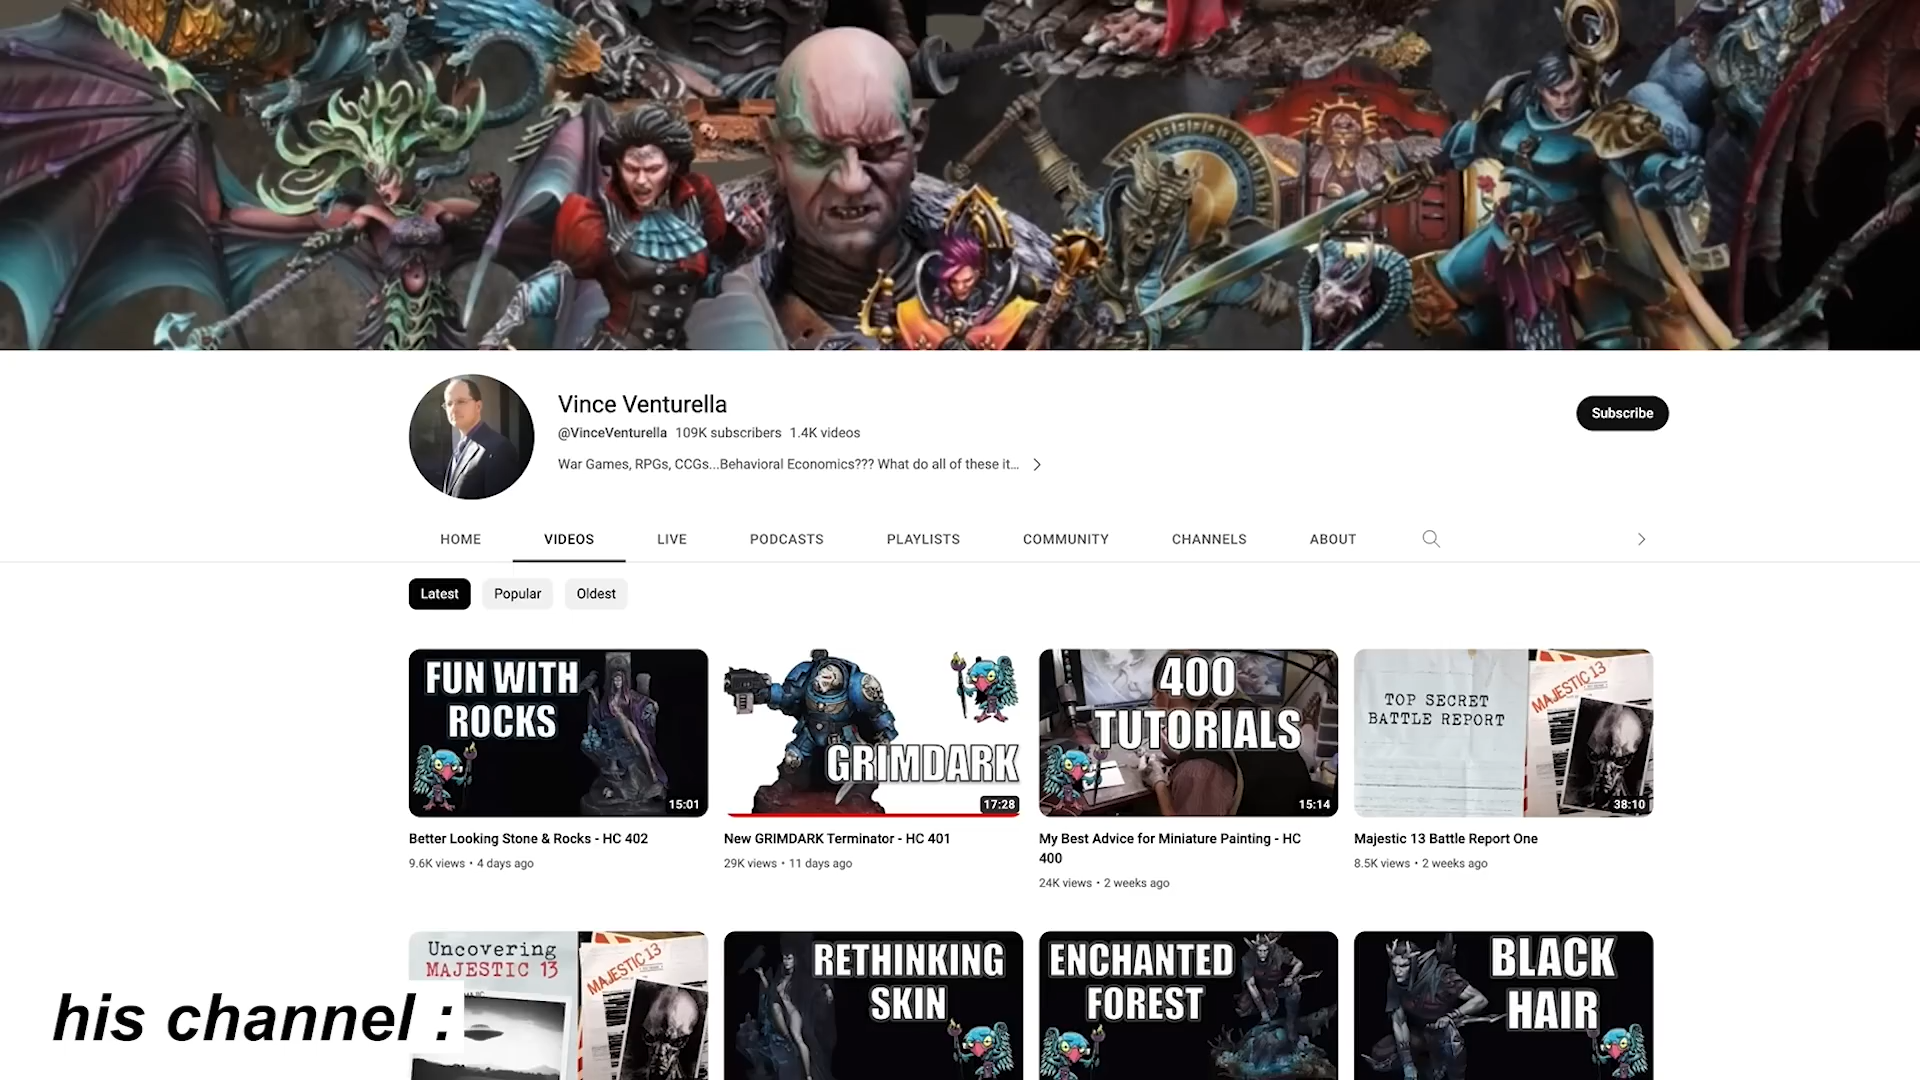 Vince Venturella
@VinceVenturella 109K subscribers 1.4K videos
War Games, RPGs, CCGs...Behavioral Economics??? What do all of these it...
Subscribe
HOME VIDEOS LIVE PODCASTS PLAYLISTS COMMUNITY CHANNELS ABOUT
Latest Popular Oldest
FUN WITH
ROCKS
15:01
Better Looking Stone & Rocks - HC 402
9.6K views • 4 days ago
GRIMDARK
17:28
New GRIMDARK Terminator - HC 401
29K views • 11 days ago
400
TUTORIALS
15:14
My Best Advice for Miniature Painting - HC
400
24K views • 2 weeks ago
TOP SECRET
BATTLE REPORT
MAJESTIC 13
38:10
Majestic 13 Battle Report One
8.5K views • 2 weeks ago
Uncovering
MAJESTIC 13
MAJESTIC 13
RETHINKING
SKIN
ENCHANTED
FOREST
BLACK
HAIR
his channel :